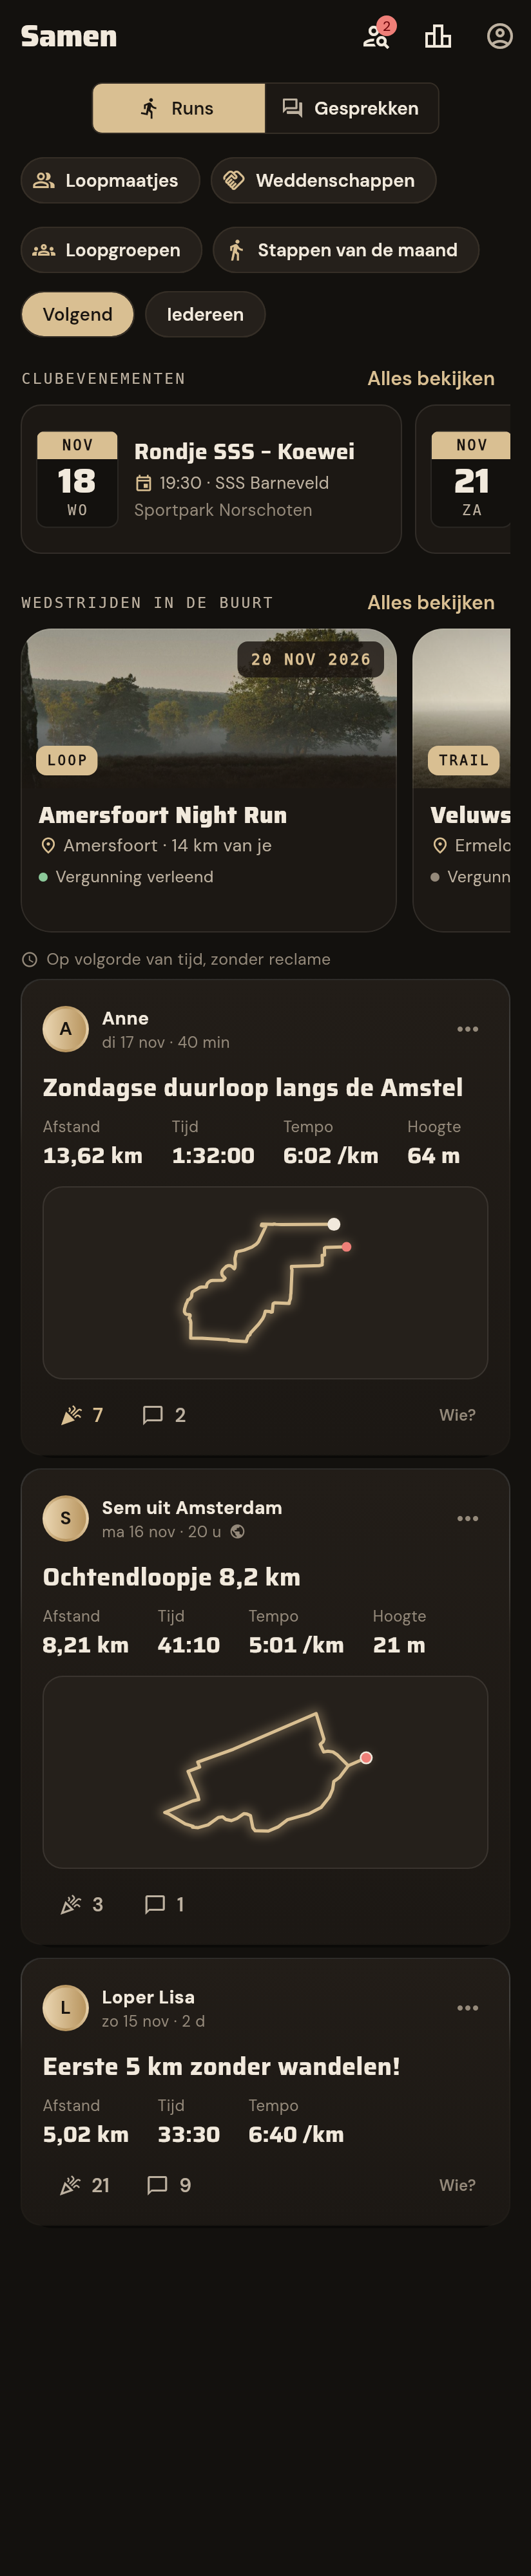 Samen
2
Runs
Gesprekken
Loopmaatjes
Weddenschappen
Loopgroepen
Stappen van de maand
Volgend
Iedereen
CLUBEVENEMENTEN
Alles bekijken
NOV
18
WO
Rondje SSS – Koewei
19:30 · SSS Barneveld
Sportpark Norschoten
NOV
21
ZA
WEDSTRIJDEN IN DE BUURT
Alles bekijken
20 NOV 2026
LOOP
Amersfoort Night Run
Amersfoort · 14 km van je
Vergunning verleend
TRAIL
Veluws
Ermelo
Vergunn
Op volgorde van tijd, zonder reclame
A
Anne
di 17 nov · 40 min
Zondagse duurloop langs de Amstel
Afstand Tijd Tempo Hoogte
13,62 km 1:32:00 6:02 /km 64 m
7 2 Wie?
S
Sem uit Amsterdam
ma 16 nov · 20 u
Ochtendloopje 8,2 km
Afstand Tijd Tempo Hoogte
8,21 km 41:10 5:01 /km 21 m
3 1
L
Loper Lisa
zo 15 nov · 2 d
Eerste 5 km zonder wandelen!
Afstand Tijd Tempo
5,02 km 33:30 6:40 /km
21 9 Wie?